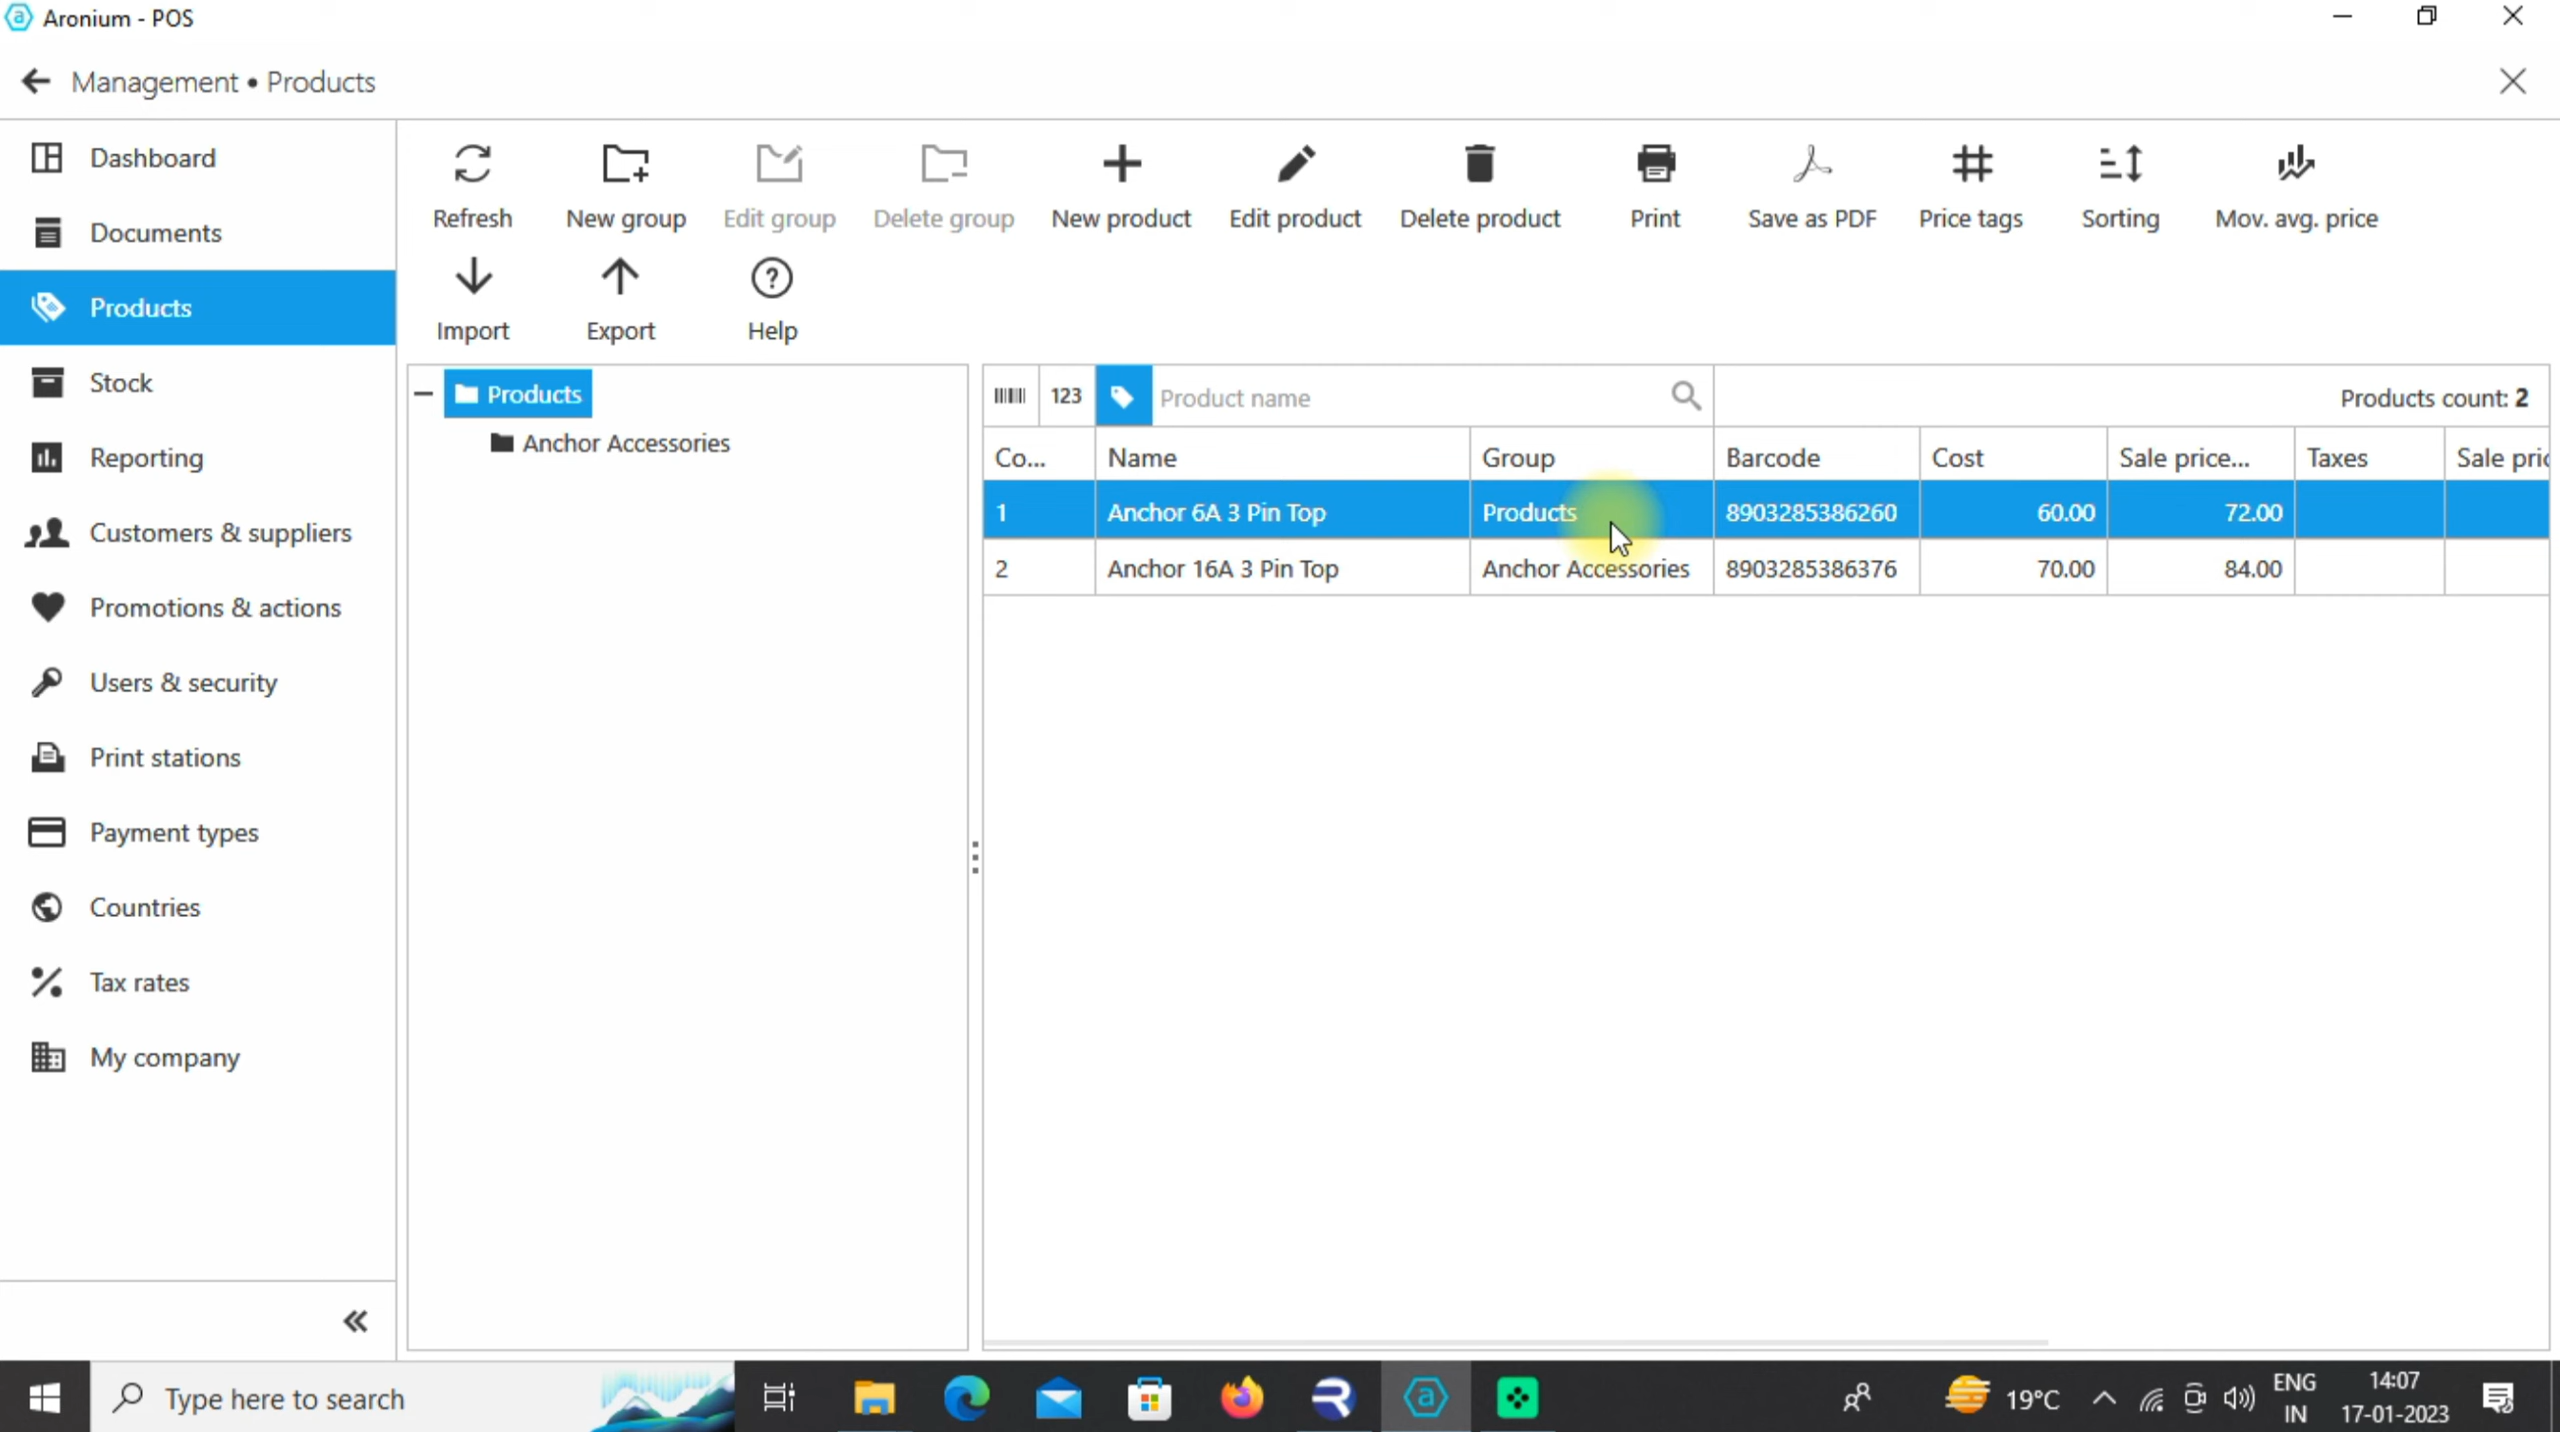 Aronium - POS
Management • Products
Dashboard
Documents
Products
Stock
Reporting
Customers & suppliers
Promotions & actions
Users & security
Print stations
Payment types
Countries
Tax rates
My company
Refresh
New group
Edit group
Delete group
New product
Edit product
Delete product
Print
Save as PDF
Price tags
Sorting
Mov. avg. price
Import
Export
Help
Products
Anchor Accessories
123 Product name Products count: 2
Co... Name Group Barcode Cost Sale price... Taxes Sale pric
1 Anchor 6A 3 Pin Top Products 8903285386260 60.00 72.00
2 Anchor 16A 3 Pin Top Anchor Accessories 8903285386376 70.00 84.00
Type here to search
19°C
ENG
IN
14:07
17-01-2023